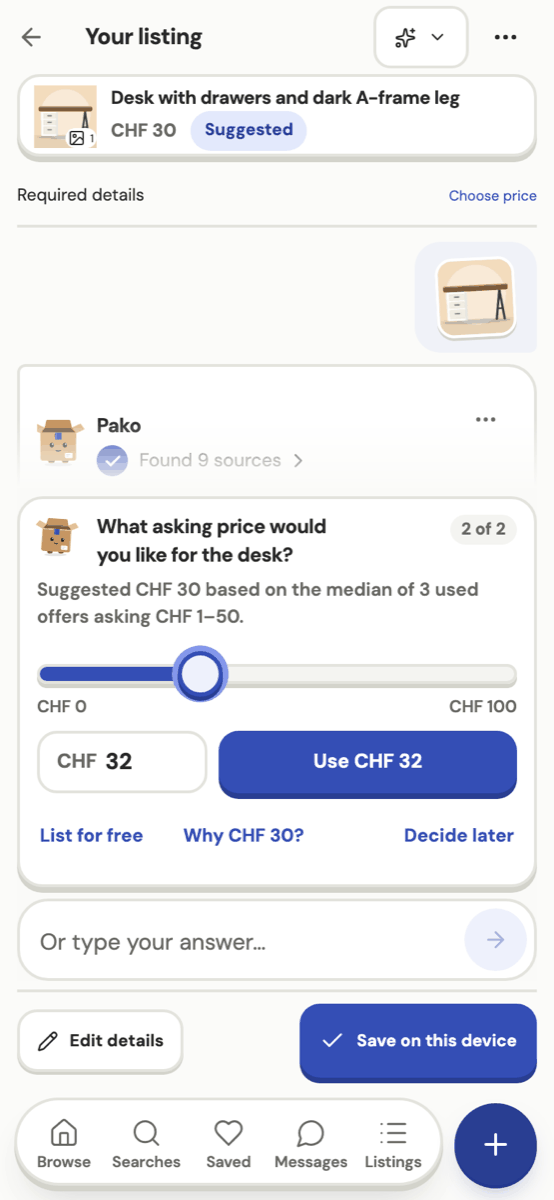 Your listing
Desk with drawers and dark A-frame leg
CHF 30 Suggested
1
Required details
Choose price
Pako
Found 9 sources
What asking price would
you like for the desk?
2 of 2
Suggested CHF 30 based on the median of 3 used
offers asking CHF 1–50.
CHF 0
CHF 100
CHF 32
Use CHF 32
List for free
Why CHF 30?
Decide later
Or type your answer...
Edit details
Save on this device
Browse
Searches
Saved
Messages
Listings